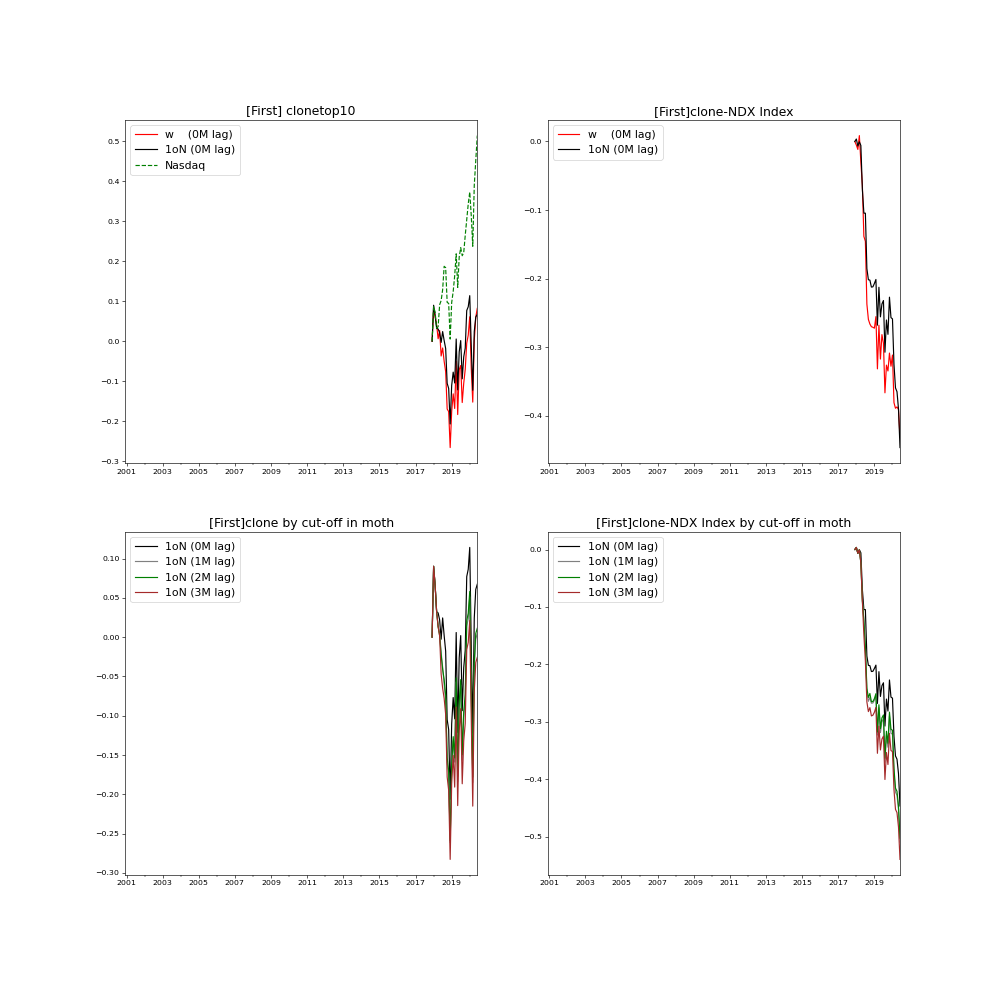 [First] clonetop10
w (0M lag)
1oN (0M lag)
Nasdaq
0.5
0.4
0.3
0.2
0.1
0.0
−0.1
−0.2
−0.3
2001 2003 2005 2007 2009 2011 2013 2015 2017 2019
[First]clone-NDX Index
w (0M lag)
1oN (0M lag)
0.0
−0.1
−0.2
−0.3
−0.4
2001 2003 2005 2007 2009 2011 2013 2015 2017 2019
[First]clone by cut-off in moth
1oN (0M lag)
1oN (1M lag)
1oN (2M lag)
1oN (3M lag)
0.10
0.05
0.00
−0.05
−0.10
−0.15
−0.20
−0.25
−0.30
2001 2003 2005 2007 2009 2011 2013 2015 2017 2019
[First]clone-NDX Index by cut-off in moth
1oN (0M lag)
1oN (1M lag)
1oN (2M lag)
1oN (3M lag)
0.0
−0.1
−0.2
−0.3
−0.4
−0.5
2001 2003 2005 2007 2009 2011 2013 2015 2017 2019